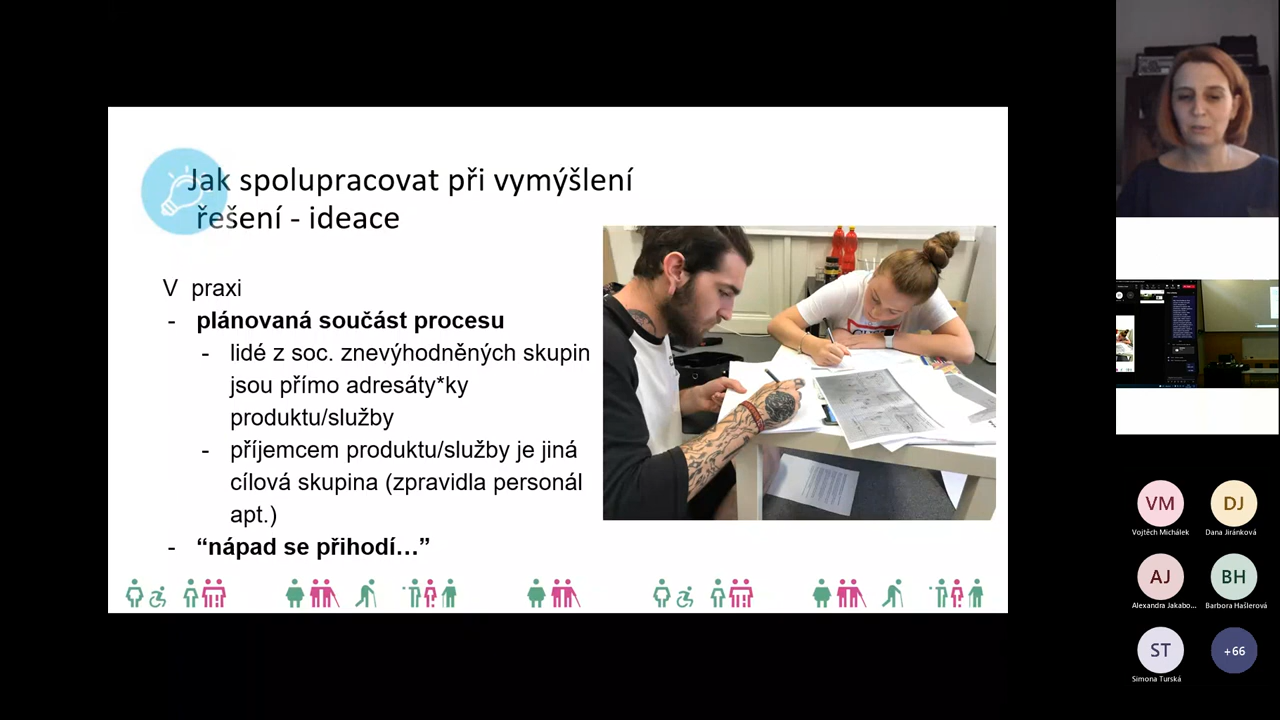 Jak spolupracovat při vymýšlení
řešení - ideace
V praxi
- plánovaná součást procesu
- lidé z soc. znevýhodněných skupin
jsou přímo adresáty*ky
produktu/služby
- příjemcem produktu/služby je jiná
cílová skupina (zpravidla personál
apt.)
- “nápad se přihodí…”
VM
DJ
Vojtěch Michálek
Dana Jiránková
AJ
BH
Alexandra Jakabo...
Barbora Hašlerová
ST
+66
Simona Turská